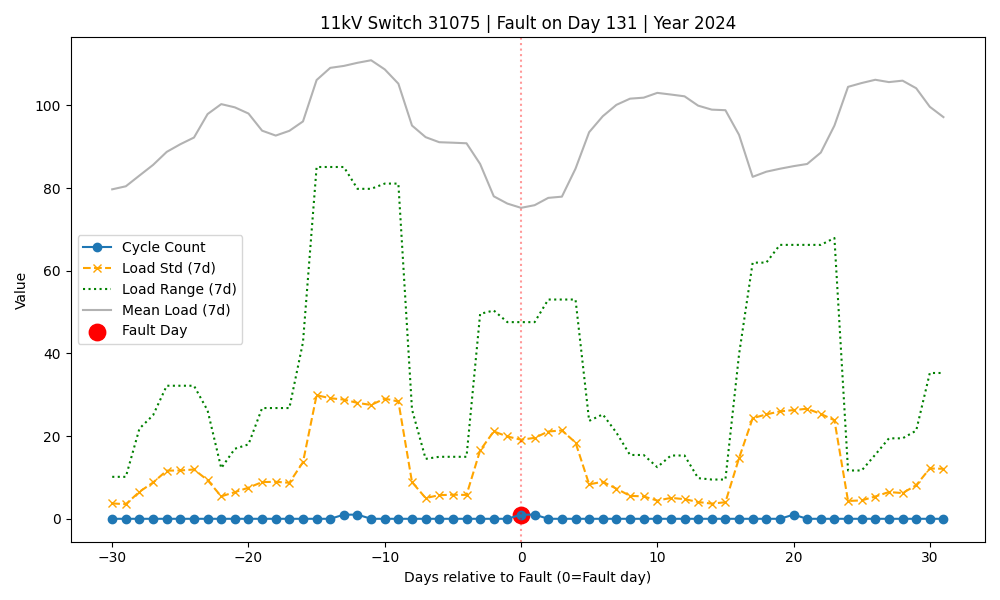 11kV Switch 31075 | Fault on Day 131 | Year 2024
Value
100
80
60
40
20
0
Cycle Count
Load Std (7d)
Load Range (7d)
Mean Load (7d)
Fault Day
−30
−20
−10
0
10
20
30
Days relative to Fault (0=Fault day)